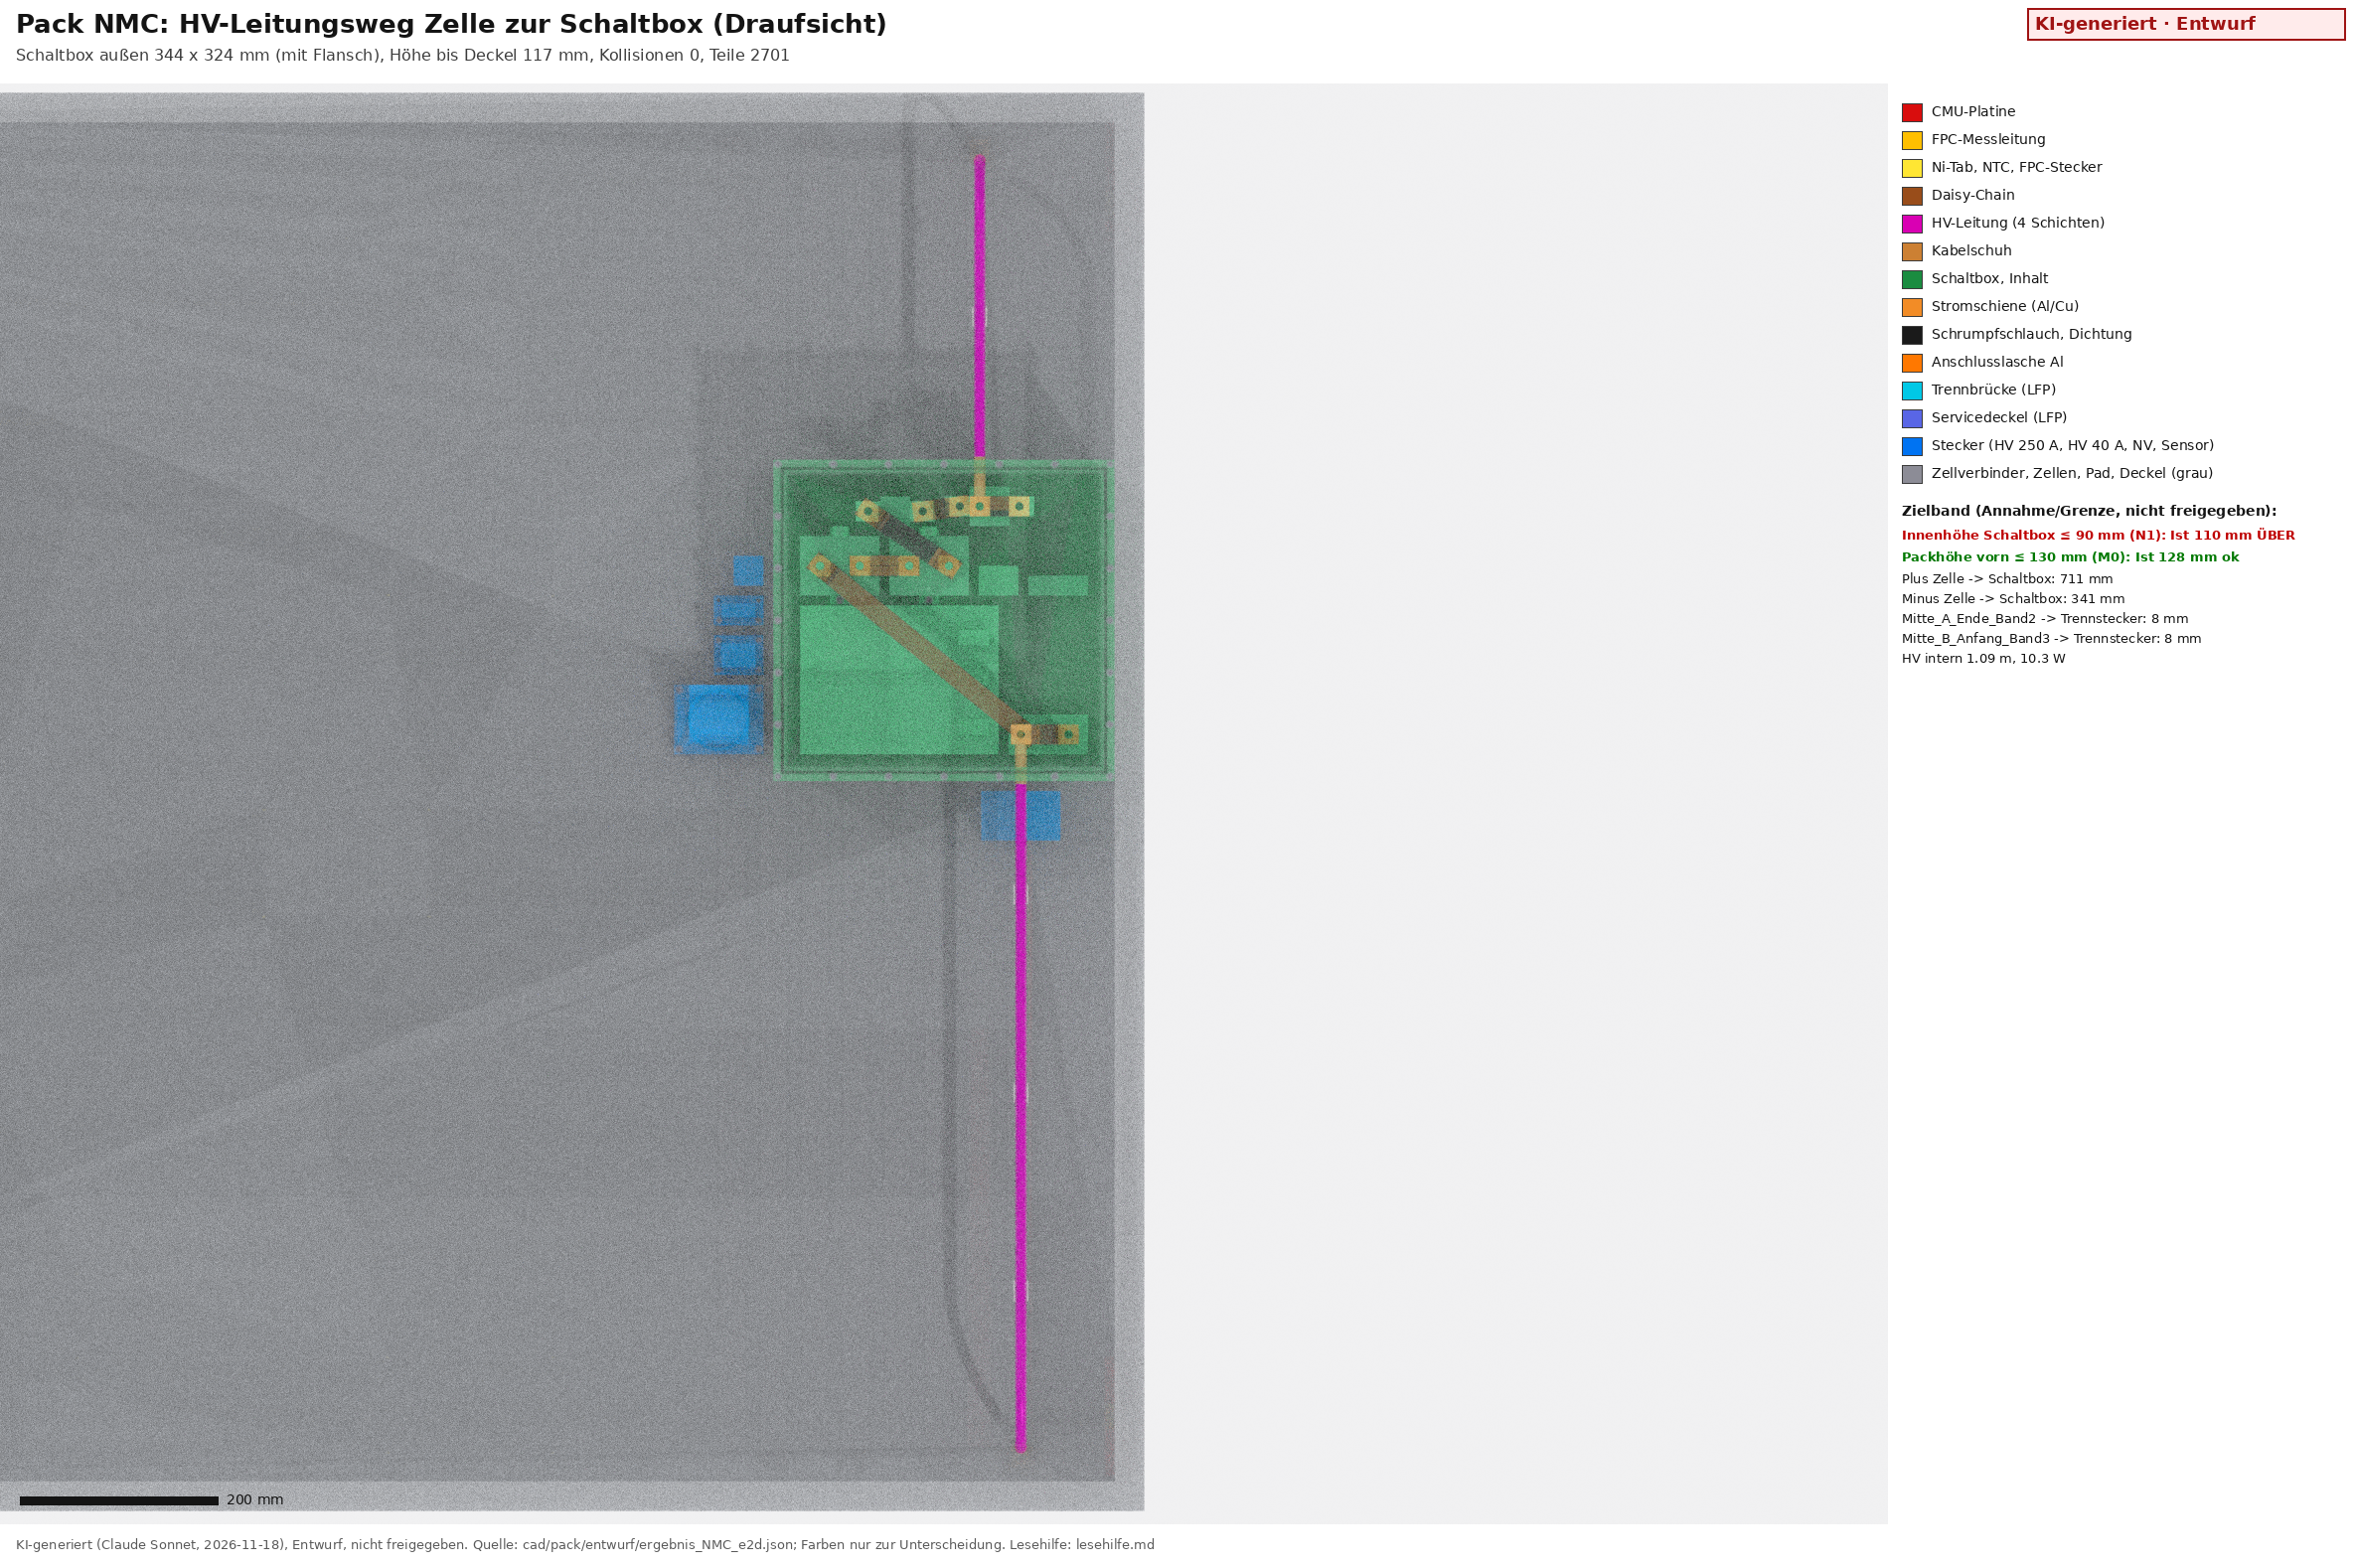 Pack NMC: HV-Leitungsweg Zelle zur Schaltbox (Draufsicht)
KI-generiert · Entwurf
Schaltbox außen 344 x 324 mm (mit Flansch), Höhe bis Deckel 117 mm, Kollisionen 0, Teile 2701
CMU-Platine
FPC-Messleitung
Ni-Tab, NTC, FPC-Stecker
Daisy-Chain
HV-Leitung (4 Schichten)
Kabelschuh
Schaltbox, Inhalt
Stromschiene (Al/Cu)
Schrumpfschlauch, Dichtung
Anschlusslasche Al
Trennbrücke (LFP)
Servicedeckel (LFP)
Stecker (HV 250 A, HV 40 A, NV, Sensor)
Zellverbinder, Zellen, Pad, Deckel (grau)
Zielband (Annahme/Grenze, nicht freigegeben):
Innenhöhe Schaltbox ≤ 90 mm (N1): Ist 110 mm ÜBER
Packhöhe vorn ≤ 130 mm (M0): Ist 128 mm ok
Plus Zelle -> Schaltbox: 711 mm
Minus Zelle -> Schaltbox: 341 mm
Mitte_A_Ende_Band2 -> Trennstecker: 8 mm
Mitte_B_Anfang_Band3 -> Trennstecker: 8 mm
HV intern 1.09 m, 10.3 W
200 mm
KI-generiert (Claude Sonnet, 2026-11-18), Entwurf, nicht freigegeben. Quelle: cad/pack/entwurf/ergebnis_NMC_e2d.json; Farben nur zur Unterscheidung. Lesehilfe: lesehilfe.md